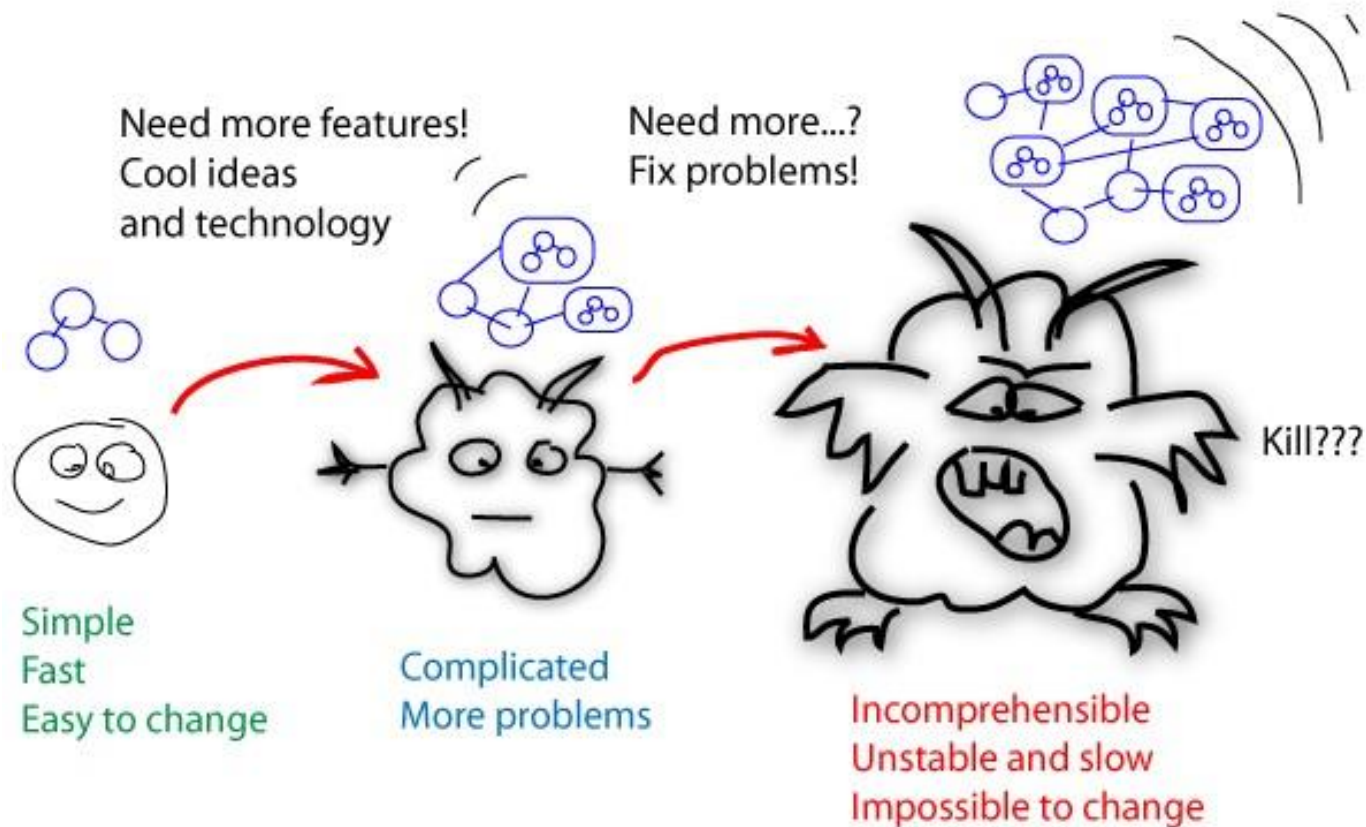 Need more features!
Cool ideas
and technology
Need more...?
Fix problems!
Kill???
Simple
Fast
Easy to change
Complicated
More problems
Incomprehensible
Unstable and slow
Impossible to change